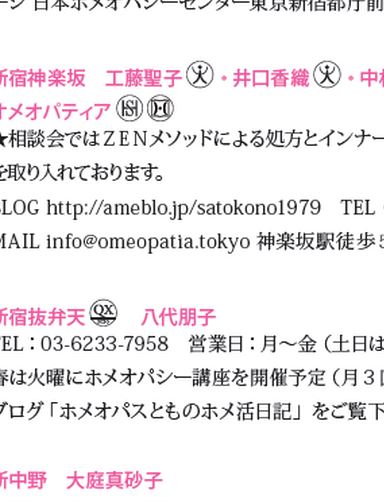 ージ 日本ホメオパシーセンター東京新宿都庁前
新宿神楽坂 工藤聖子 ・井口香織 ・中村
オメオパティア
★相談会ではＺＥＮメソッドによる処方とインナー
を取り入れております。
BLOG http://ameblo.jp/satokono1979 TEL
MAIL info@omeopatia.tokyo 神楽坂駅徒歩5
新宿抜弁天 QX 八代朋子
TEL：03-6233-7958 営業日：月〜金（土日は
春は火曜にホメオパシー講座を開催予定（月3回
ブログ「ホメオパスとものホメ活日記」をご覧下
新中野 大庭真砂子